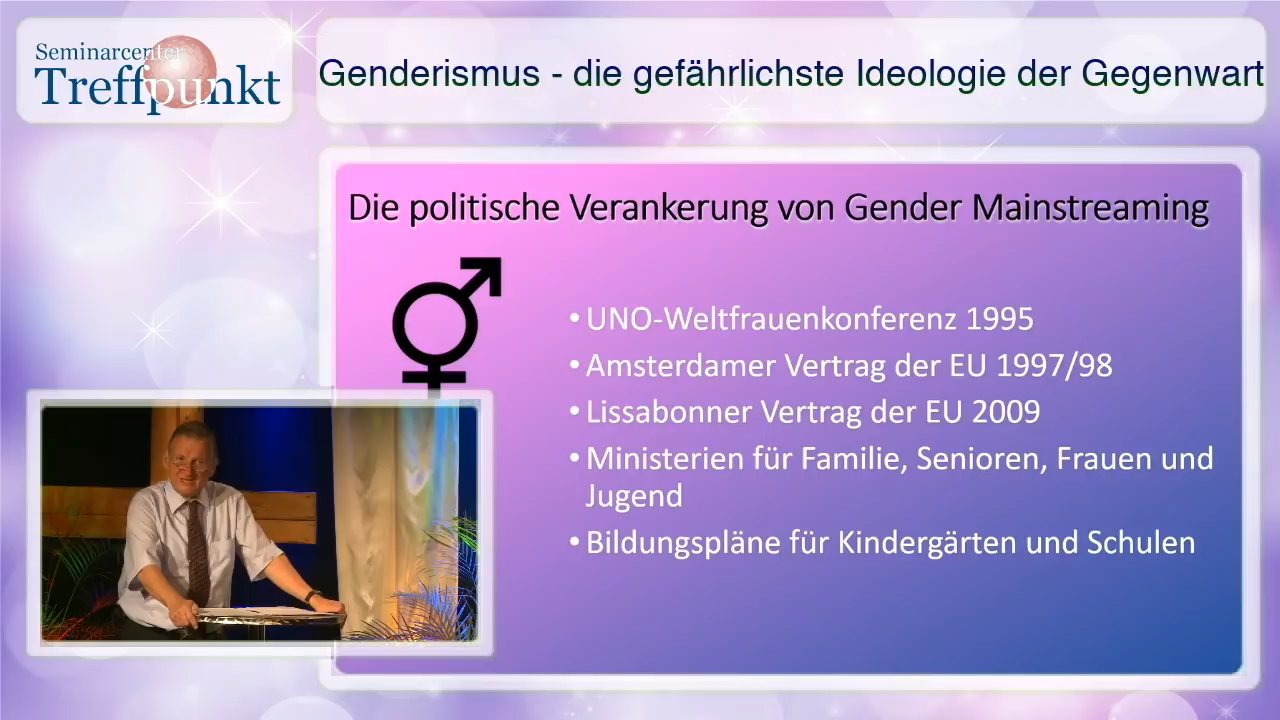 Seminarcenter
Treffpunkt
Genderismus - die gefährlichste Ideologie der Gegenwart
Die politische Verankerung von Gender Mainstreaming
• UNO-Weltfrauenkonferenz 1995
• Amsterdamer Vertrag der EU 1997/98
• Lissabonner Vertrag der EU 2009
• Ministerien für Familie, Senioren, Frauen und
Jugend
• Bildungspläne für Kindergärten und Schulen